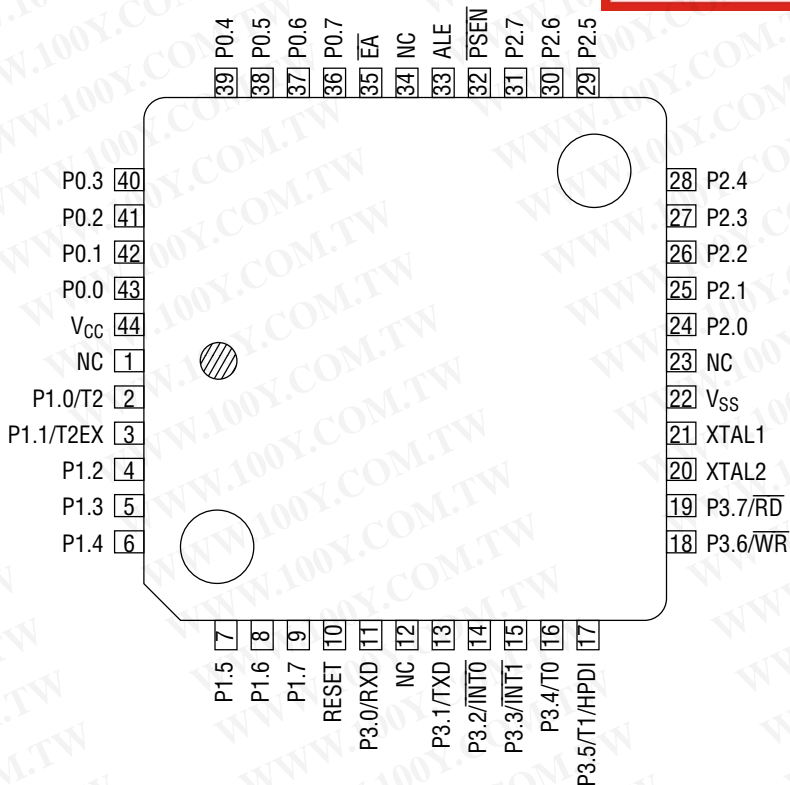 39 P0.4
38 P0.5
37 P0.6
36 P0.7
35 E̅A̅
34 NC
33 ALE
32 P̅S̅E̅N̅
31 P2.7
30 P2.6
29 P2.5
P0.3 40
P0.2 41
P0.1 42
P0.0 43
VCC 44
NC 1
P1.0/T2 2
P1.1/T2EX 3
P1.2 4
P1.3 5
P1.4 6
28 P2.4
27 P2.3
26 P2.2
25 P2.1
24 P2.0
23 NC
22 VSS
21 XTAL1
20 XTAL2
19 P3.7/R̅D̅
18 P3.6/W̅R̅
P1.5 7
P1.6 8
P1.7 9
RESET 10
P3.0/RXD 11
NC 12
P3.1/TXD 13
P3.2/I̅N̅T̅0̅ 14
P3.3/I̅N̅T̅1̅ 15
P3.4/T0 16
P3.5/T1/HPDI 17
WWW.100Y.COM.TW